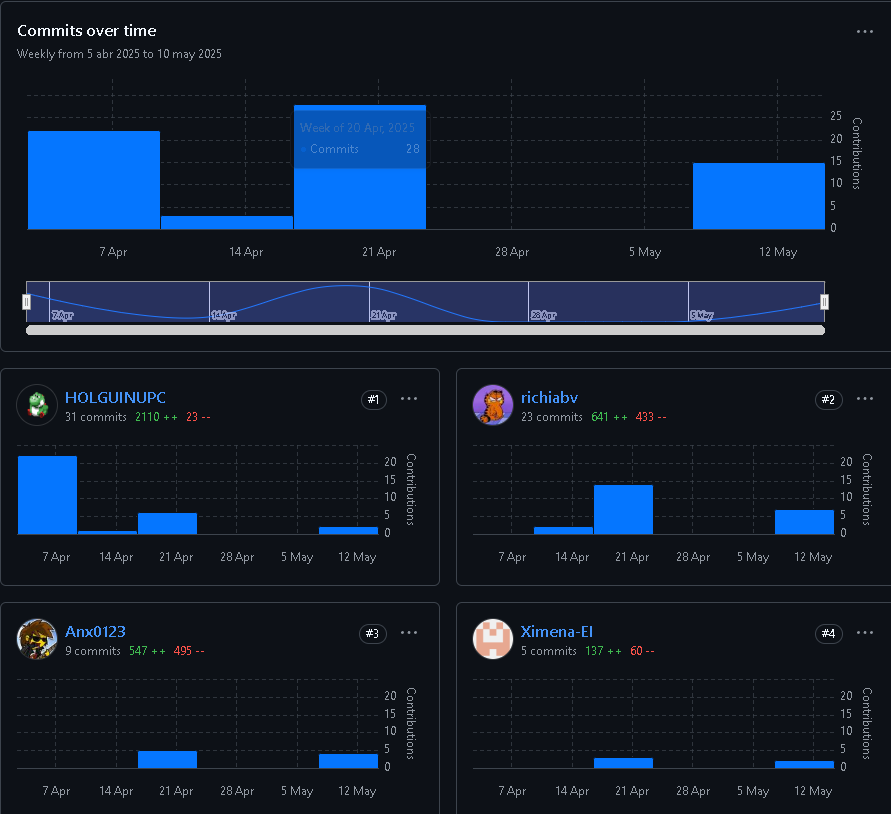 Commits over time
Weekly from 5 abr 2025 to 10 may 2025
Week of 20 Apr, 2025
Commits 28
25
20
15
10
5
0
Contributions
7 Apr 14 Apr 21 Apr 28 Apr 5 May 12 May
7 Apr 14 Apr 21 Apr 28 Apr 5 May
HOLGUINUPC #1
31 commits 2110 ++ 23 --
20
15
10
5
0
Contributions
7 Apr 14 Apr 21 Apr 28 Apr 5 May 12 May
richiabv #2
23 commits 641 ++ 433 --
20
15
10
5
0
Contributions
7 Apr 14 Apr 21 Apr 28 Apr 5 May 12 May
Anx0123 #3
9 commits 547 ++ 495 --
20
15
10
5
0
Contributions
7 Apr 14 Apr 21 Apr 28 Apr 5 May 12 May
Ximena-EI #4
5 commits 137 ++ 60 --
20
15
10
5
0
Contributions
7 Apr 14 Apr 21 Apr 28 Apr 5 May 12 May